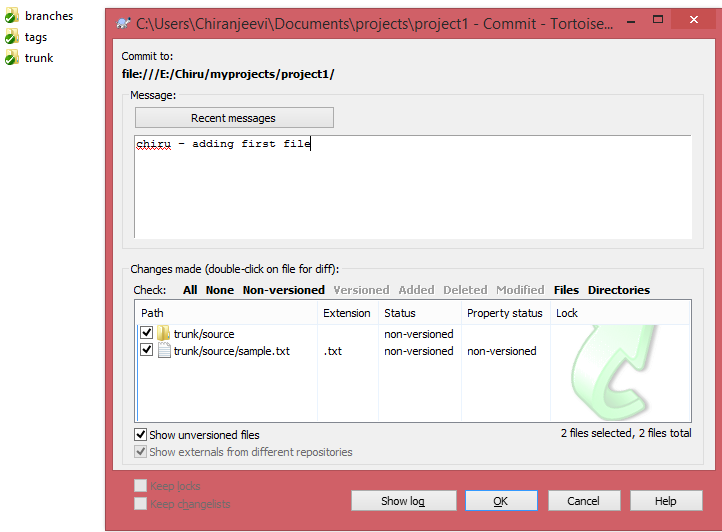 branches
tags
trunk
C:\Users\Chiranjeevi\Documents\projects\project1 - Commit - Tortoise...
Commit to:
file:///E:/Chiru/myprojects/project1/
Message:
Recent messages
chiru - adding first file
Changes made (double-click on file for diff):
Check: All None Non-versioned Versioned Added Deleted Modified Files Directories
Path Extension Status Property status Lock
trunk/source non-versioned
trunk/source/sample.txt .txt non-versioned non-versioned
Show unversioned files
2 files selected, 2 files total
Show externals from different repositories
Keep locks
Keep changelists
Show log OK Cancel Help